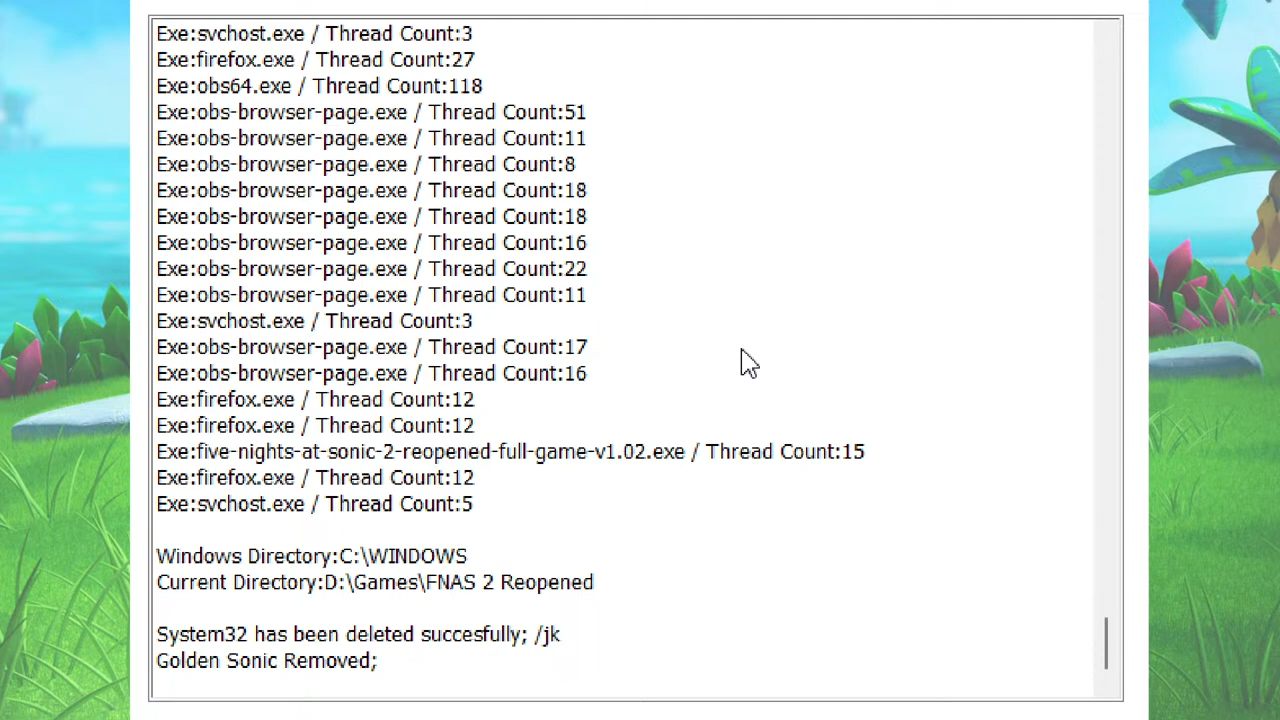 Exe:svchost.exe / Thread Count:3
Exe:firefox.exe / Thread Count:27
Exe:obs64.exe / Thread Count:118
Exe:obs-browser-page.exe / Thread Count:51
Exe:obs-browser-page.exe / Thread Count:11
Exe:obs-browser-page.exe / Thread Count:8
Exe:obs-browser-page.exe / Thread Count:18
Exe:obs-browser-page.exe / Thread Count:18
Exe:obs-browser-page.exe / Thread Count:16
Exe:obs-browser-page.exe / Thread Count:22
Exe:obs-browser-page.exe / Thread Count:11
Exe:svchost.exe / Thread Count:3
Exe:obs-browser-page.exe / Thread Count:17
Exe:obs-browser-page.exe / Thread Count:16
Exe:firefox.exe / Thread Count:12
Exe:firefox.exe / Thread Count:12
Exe:five-nights-at-sonic-2-reopened-full-game-v1.02.exe / Thread Count:15
Exe:firefox.exe / Thread Count:12
Exe:svchost.exe / Thread Count:5
Windows Directory:C:\WINDOWS
Current Directory:D:\Games\FNAS 2 Reopened
System32 has been deleted succesfully; /jk
Golden Sonic Removed;